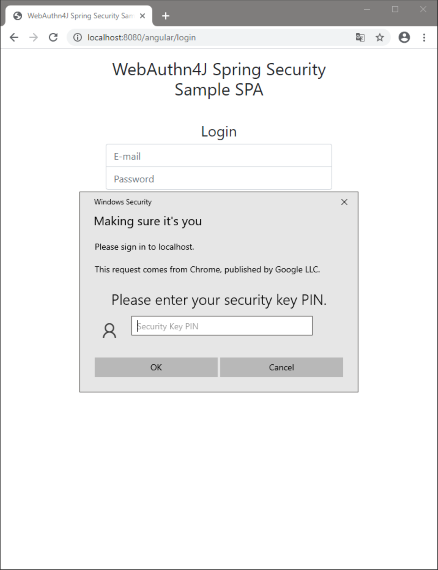 WebAuthn4J Spring Security Sam
localhost:8080/angular/login
WebAuthn4J Spring Security
Sample SPA
Login
E-mail
Password
Windows Security
Making sure it's you
Please sign in to localhost.
This request comes from Chrome, published by Google LLC.
Please enter your security key PIN.
Security Key PIN
OK
Cancel